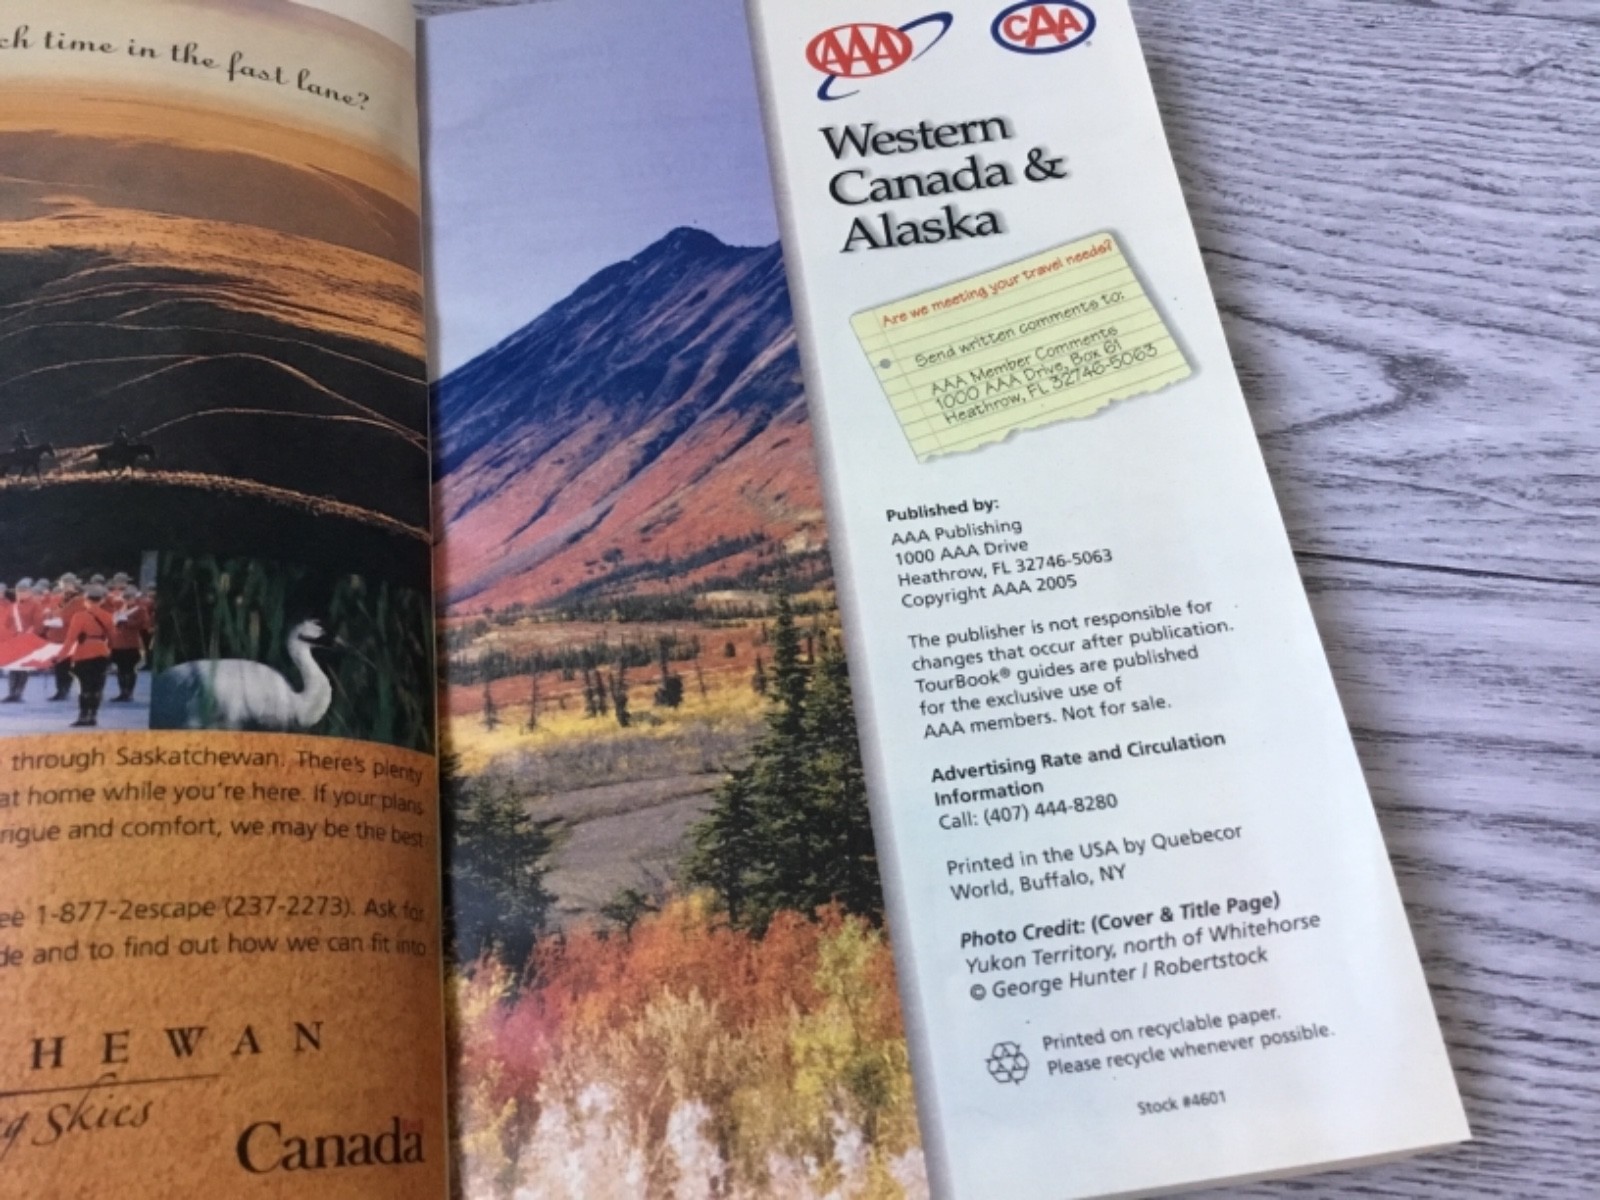 time in the fast lane?
through Saskatchewan. There's plenty
at home while you're here. If your plans
and comfort, we may be the best
1-877-2escape (237-2273). Ask for
and to find out how we can fit into
HEWAN
Skies
Canada
AAA
CAA
Western
Canada &
Alaska
Are we meeting your travel needs?
Send written comments to:
AAA Member Comments
1000 AAA Drive, Box 61
Heathrow, FL 32746-5063
Published by:
AAA Publishing
1000 AAA Drive
Heathrow, FL 32746-5063
Copyright AAA 2005
The publisher is not responsible for
changes that occur after publication.
TourBook® guides are published
for the exclusive use of
AAA members. Not for sale.
Advertising Rate and Circulation
Information
Call: (407) 444-8280
Printed in the USA by Quebecor
World, Buffalo, NY
Photo Credit: (Cover & Title Page)
Yukon Territory, north of Whitehorse
© George Hunter / Robertstock
Printed on recyclable paper.
Please recycle whenever possible.
Stock #4601